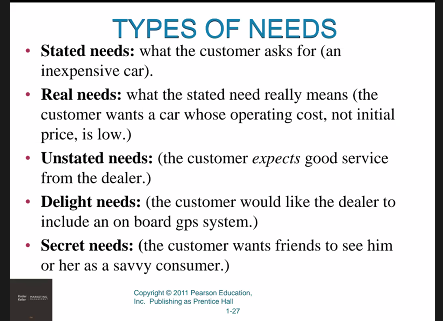 TYPES OF NEEDS
• Stated needs: what the customer asks for (an
inexpensive car).
• Real needs: what the stated need really means (the
customer wants a car whose operating cost, not initial
price, is low.)
• Unstated needs: (the customer expects good service
from the dealer.)
• Delight needs: (the customer would like the dealer to
include an on board gps system.)
• Secret needs: (the customer wants friends to see him
or her as a savvy consumer.)
Copyright © 2011 Pearson Education,
Inc. Publishing as Prentice Hall
1-27